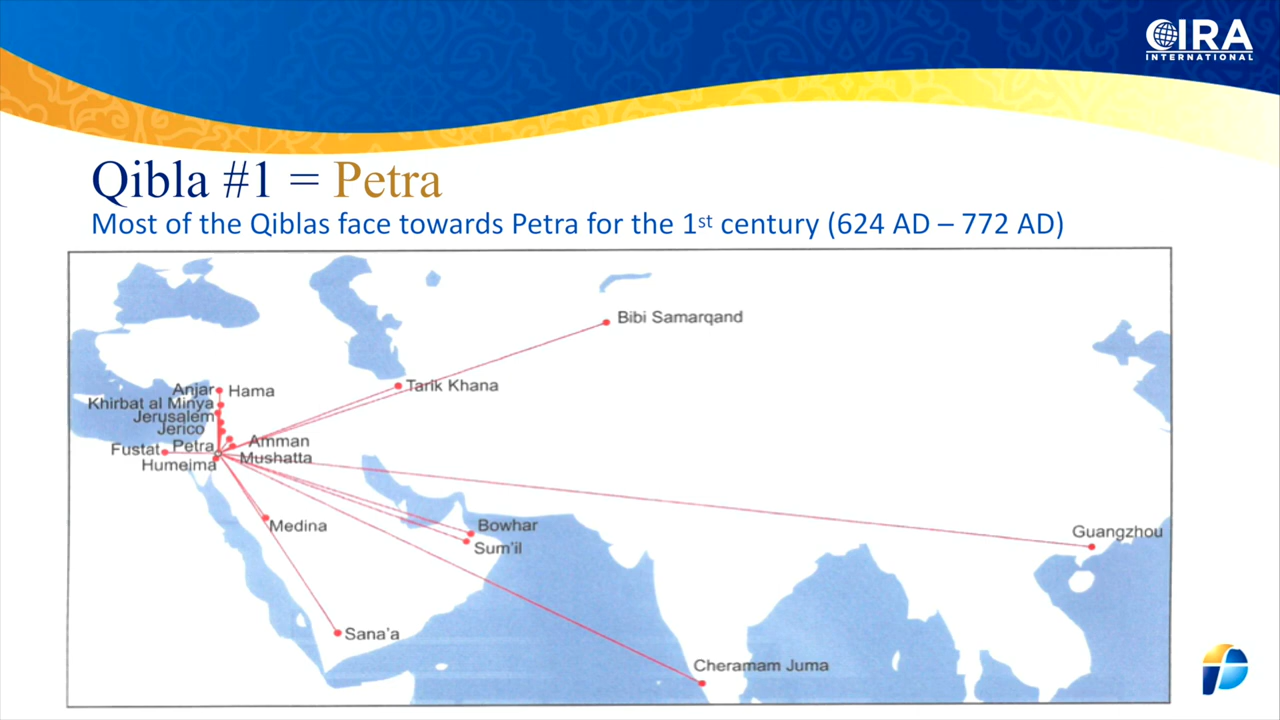 CIRA
INTERNATIONAL
Qibla #1 = Petra
Most of the Qiblas face towards Petra for the 1st century (624 AD – 772 AD)
Bibi Samarqand
Tarik Khana
Anjar Hama
Khirbat al Minya
Jerusalem
Jerico
Amman
Fustat Petra
Mushatta
Humeima
Medina
Bowhar
Sum'il
Guangzhou
Sana'a
Cheramam Juma